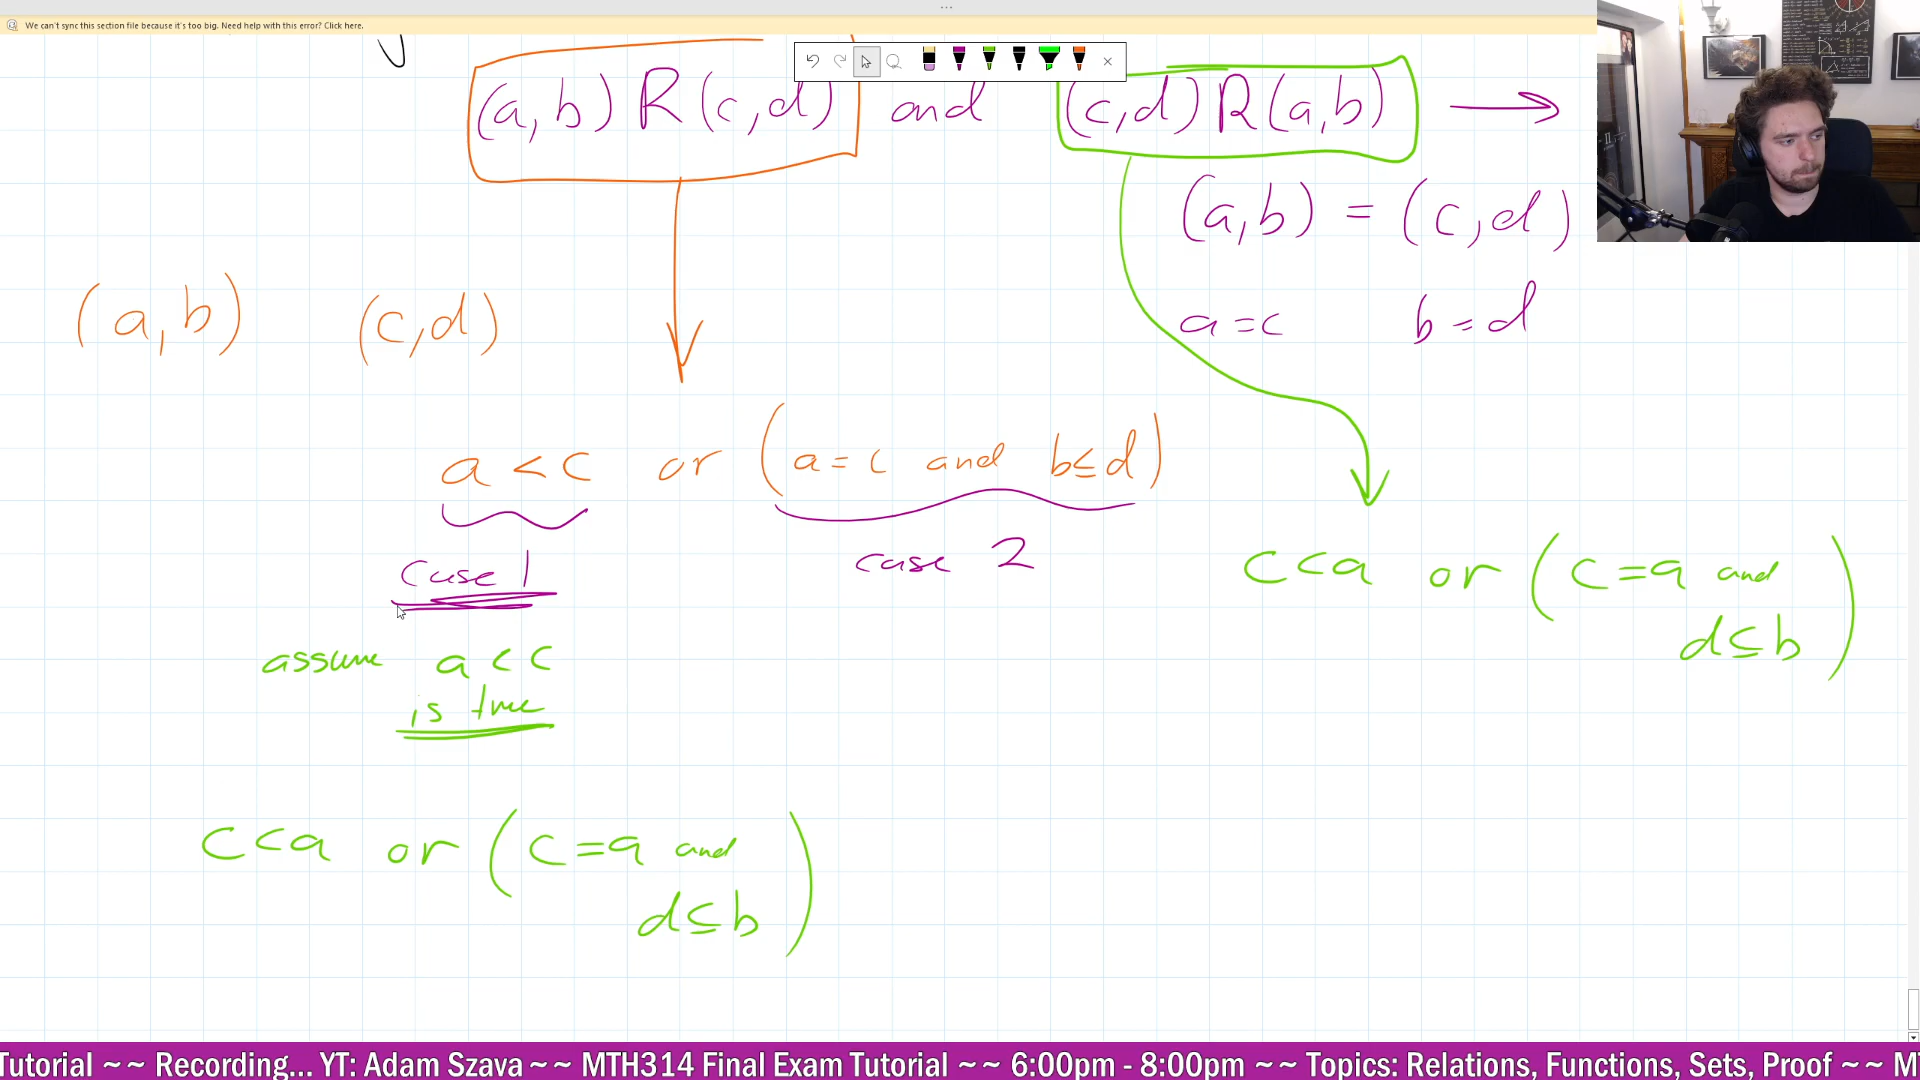 We can't sync this section file because it's too big. Need help with this error? Click here.
(a,b) R (c,d) and (c,d) R (a,b) →
(a,b) = (c,d)
(a,b) (c,d)
a=c b=d
a < c or (a=c and b≤d)
case 1
case 2
c<a or (c=a and
d≤b)
assume a<c
is true
c<a or (c=a and
d≤b)
Tutorial ~~ Recording... YT: Adam Szava ~~ MTH314 Final Exam Tutorial ~~ 6:00pm - 8:00pm ~~ Topics: Relations, Functions, Sets, Proof ~~ M